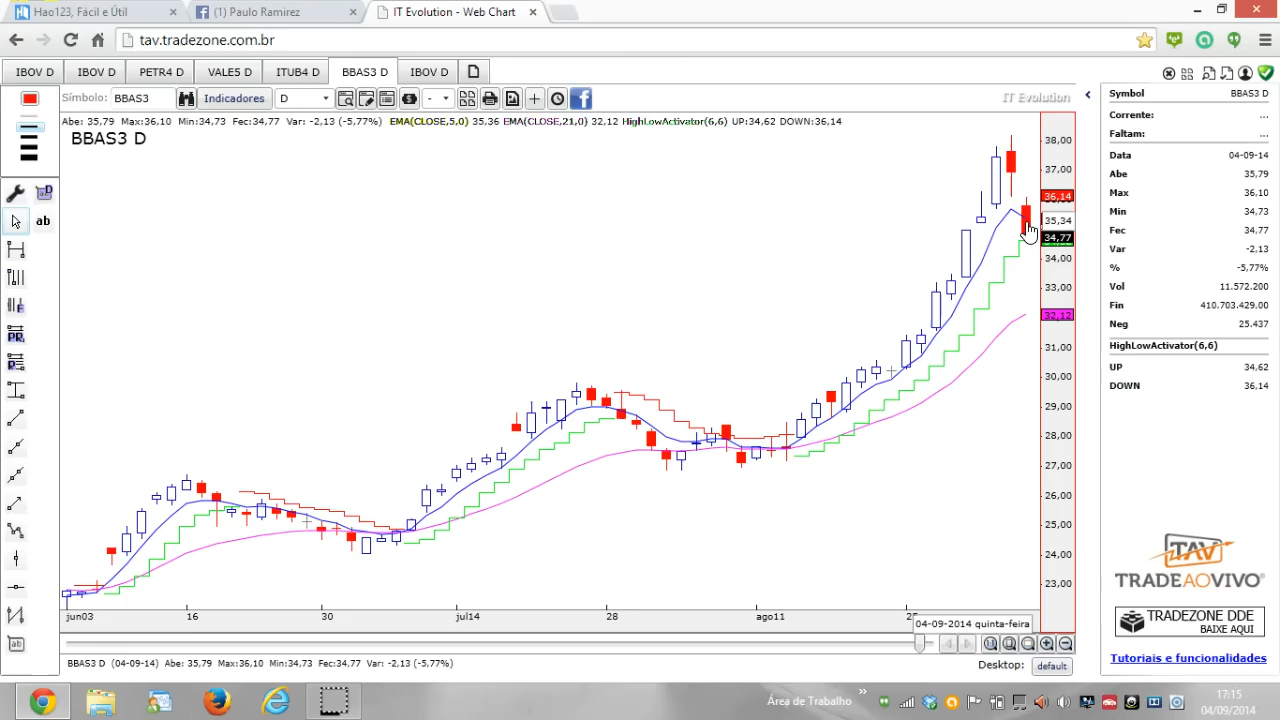 Hao123, Fácil e Útil
(1) Paulo Ramirez
IT Evolution - Web Chart
tav.tradezone.com.br
IBOV D
IBOV D
PETR4 D
VALE5 D
ITUB4 D
BBAS3 D
IBOV D
Símbolo: BBAS3
Indicadores
D
-
IT Evolution
Abe: 35,79 Max:36,10 Min:34,73 Fec:34,77 Var: -2,13 (-5,77%) EMA(CLOSE,5,0) 35,36 EMA(CLOSE,21,0) 32,12 HighLowActivator(6,6) UP:34,62 DOWN:36,14
BBAS3 D
ab
38,00
37,00
36,14
35,34
34,77
34,00
33,00
32,12
31,00
30,00
29,00
28,00
27,00
26,00
25,00
24,00
23,00
jun03
16
30
jul14
28
ago11
25
04-09-2014 quinta-feira
BBAS3 D (04-09-14) Abe: 35,79 Max:36,10 Min:34,73 Fec:34,77 Var: -2,13 (-5,77%)
Desktop: default
Symbol BBAS3 D
Corrente: ...
Faltam: ...
Data 04-09-14
Abe 35,79
Max 36,10
Min 34,73
Fec 34,77
Var -2,13
% -5,77%
Vol 11.572.200
Fin 410.703.429,00
Neg 25.437
HighLowActivator(6,6)
UP 34,62
DOWN 36,14
TAV
TRADEAOVIVO
TRADEZONE DDE
BAIXE AQUI
Tutoriais e funcionalidades
Área de Trabalho
17:15
04/09/2014